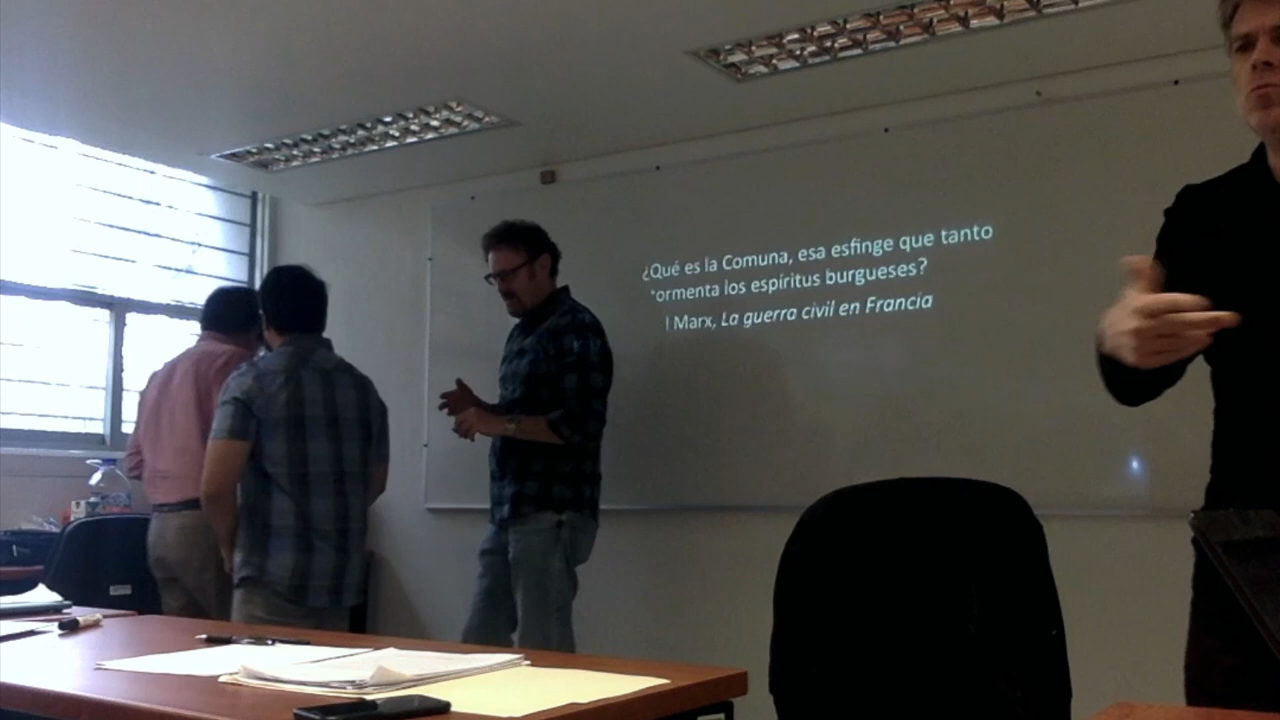 ¿Qué es la Comuna, esa esfinge que tanto
ormenta los espíritus burgueses?
Marx, La guerra civil en Francia